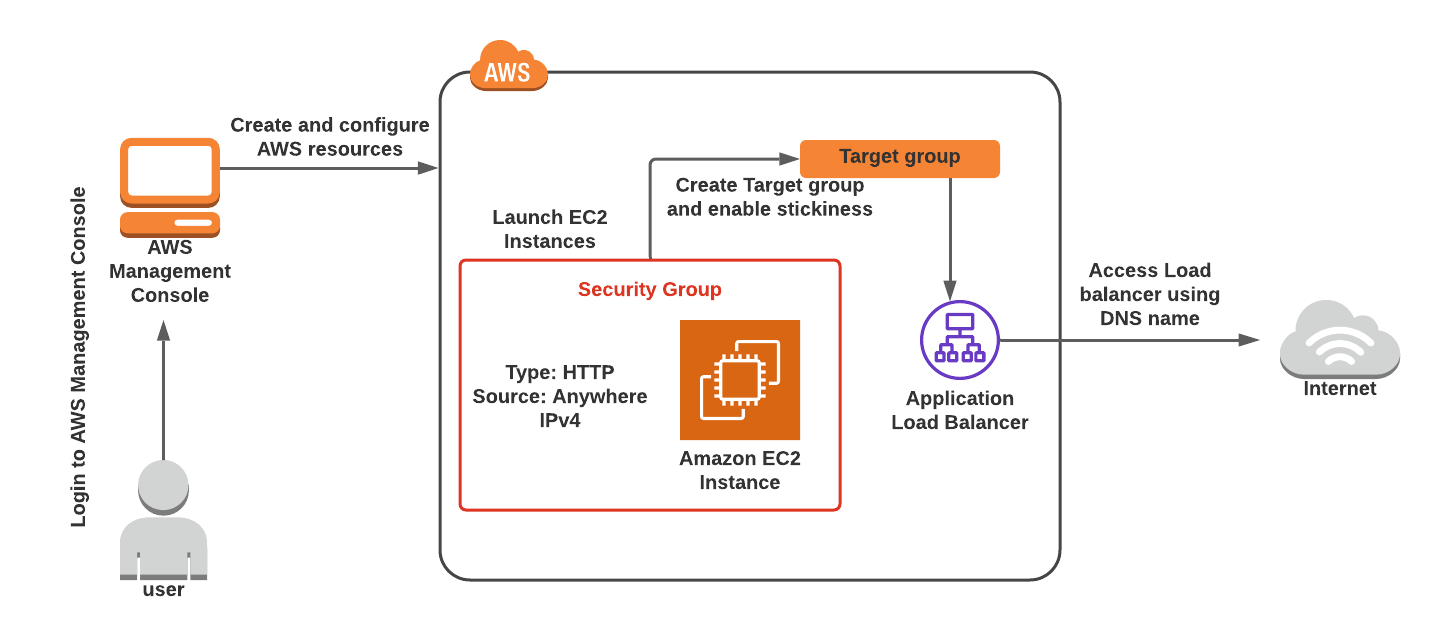 AWS
Create and configure
AWS resources
Target group
Create Target group
and enable stickiness
Login to AWS Management Console
AWS
Management
Console
Launch EC2
Instances
Security Group
Type: HTTP
Source: Anywhere
IPv4
Amazon EC2
Instance
Application
Load Balancer
Access Load
balancer using
DNS name
Internet
user